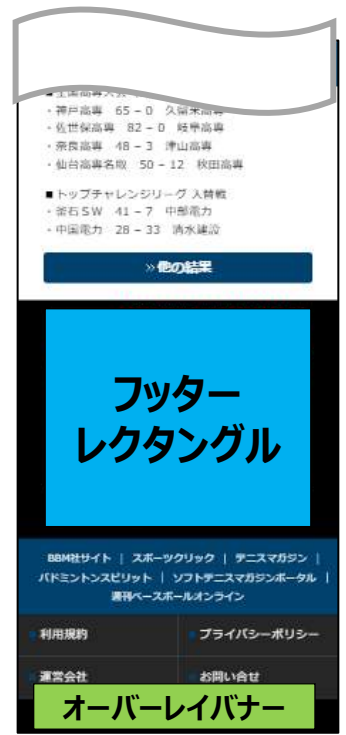 ・神戸高専 65 – 0 久留米高専
・佐世保高専 82 – 0 岐阜高専
・奈良高専 48 – 3 津山高専
・仙台高専名取 50 – 12 秋田高専
■トップチャレンジリーグ 入替戦
・釜石SW 41 – 7 中部電力
・中国電力 28 – 33 清水建設
»他の結果
フッター
レクタングル
BBM社サイト | スポーツクリック | テニスマガジン |
バドミントンスピリット | ソフトテニスマガジンポータル |
週刊ベースボールオンライン
利用規約 プライバシーポリシー
運営会社 お問い合せ
オーバーレイバナー